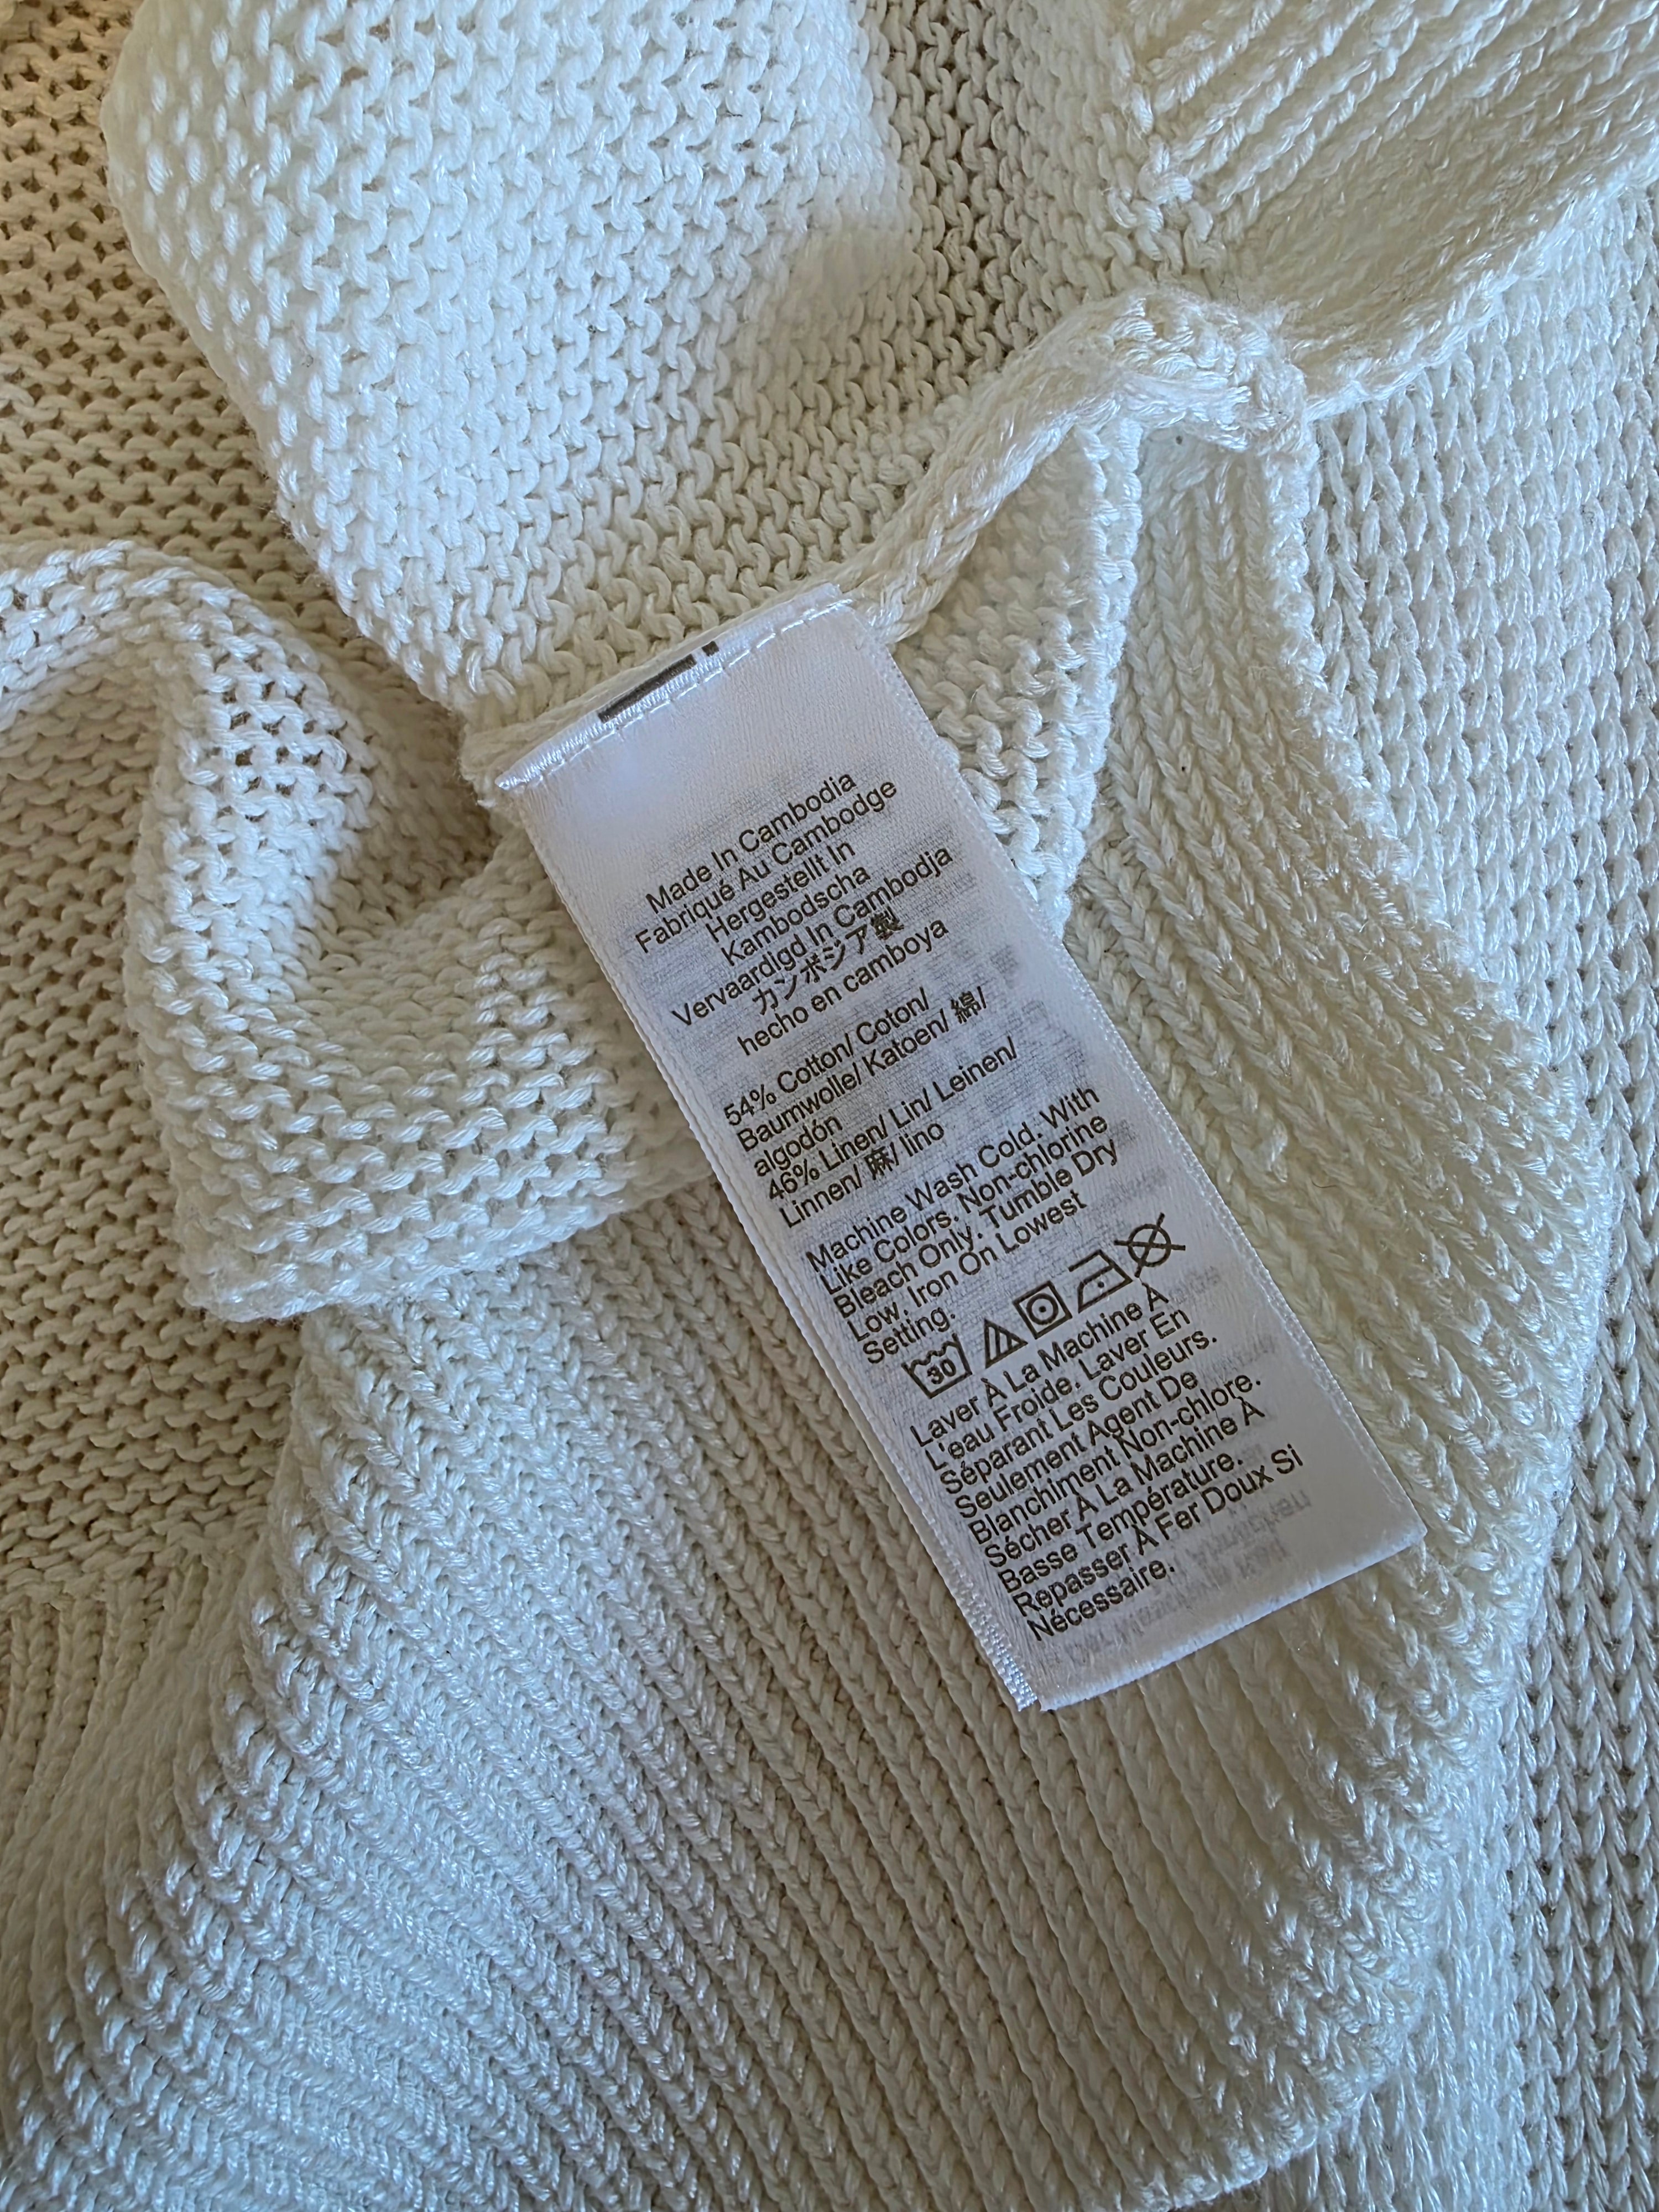 Made In Cambodia
Fabriqué Au Cambodge
Hergestellt In
Kambodscha
Vervaardigd In Cambodja
カンボジア製
hecho en camboya
54% Cotton/ Coton/
Baumwolle/ Katoen/ 綿/
algodón
46% Linen/ Lin/ Leinen/
Linnen/ 麻/ lino
Machine Wash Cold. With
Like Colors. Non-chlorine
Bleach Only. Tumble Dry
Low. Iron On Lowest
Setting.
30
Laver À La Machine À
L'eau Froide. Laver En
Séparant Les Couleurs.
Seulement Agent De
Blanchiment Non-chlore.
Sécher À La Machine À
Basse Température.
Repasser À Fer Doux Si
Nécessaire.